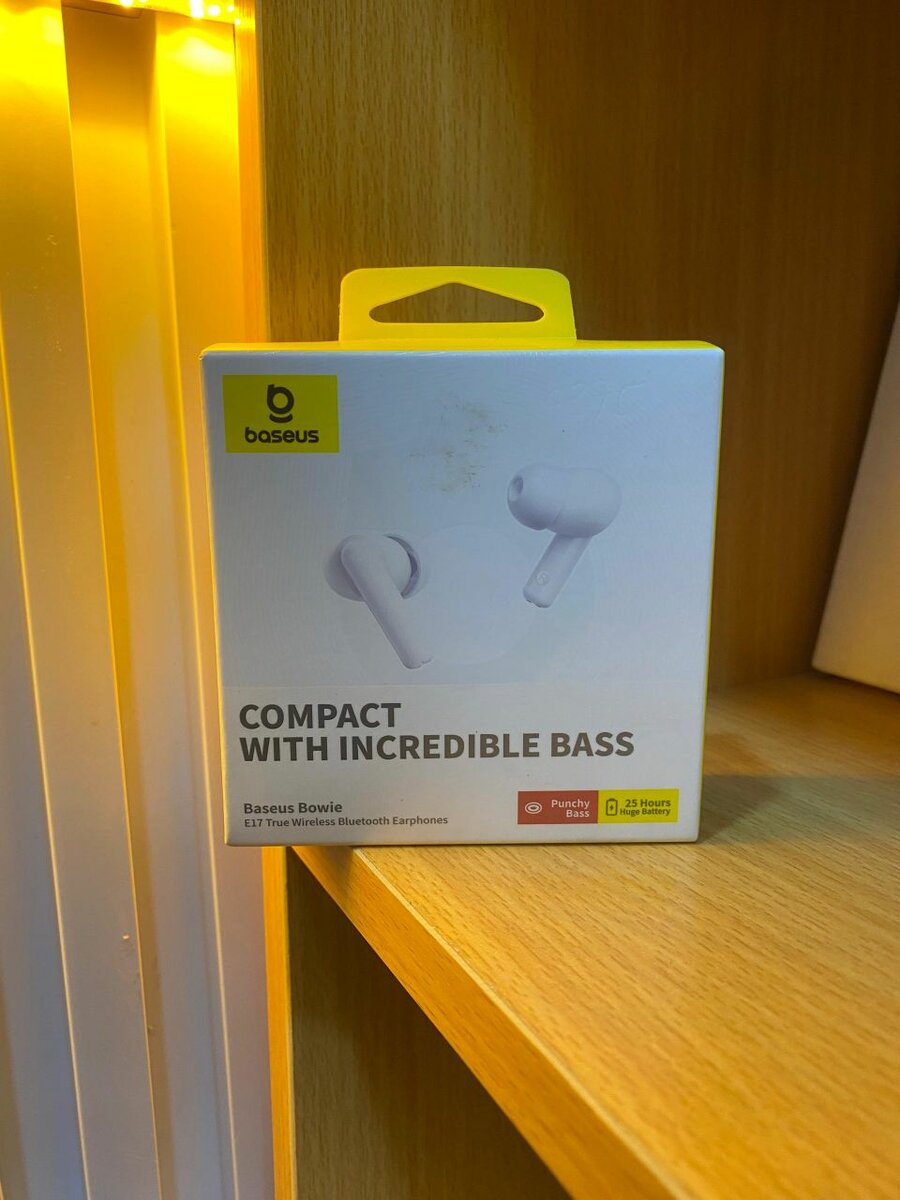 baseus
COMPACT
WITH INCREDIBLE BASS
Baseus Bowie
E17 True Wireless Bluetooth Earphones
Punchy
Bass
25 Hours
Huge Battery